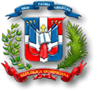 DIOS PATRIA LIBERTAD
REPUBLICA DOMINICANA